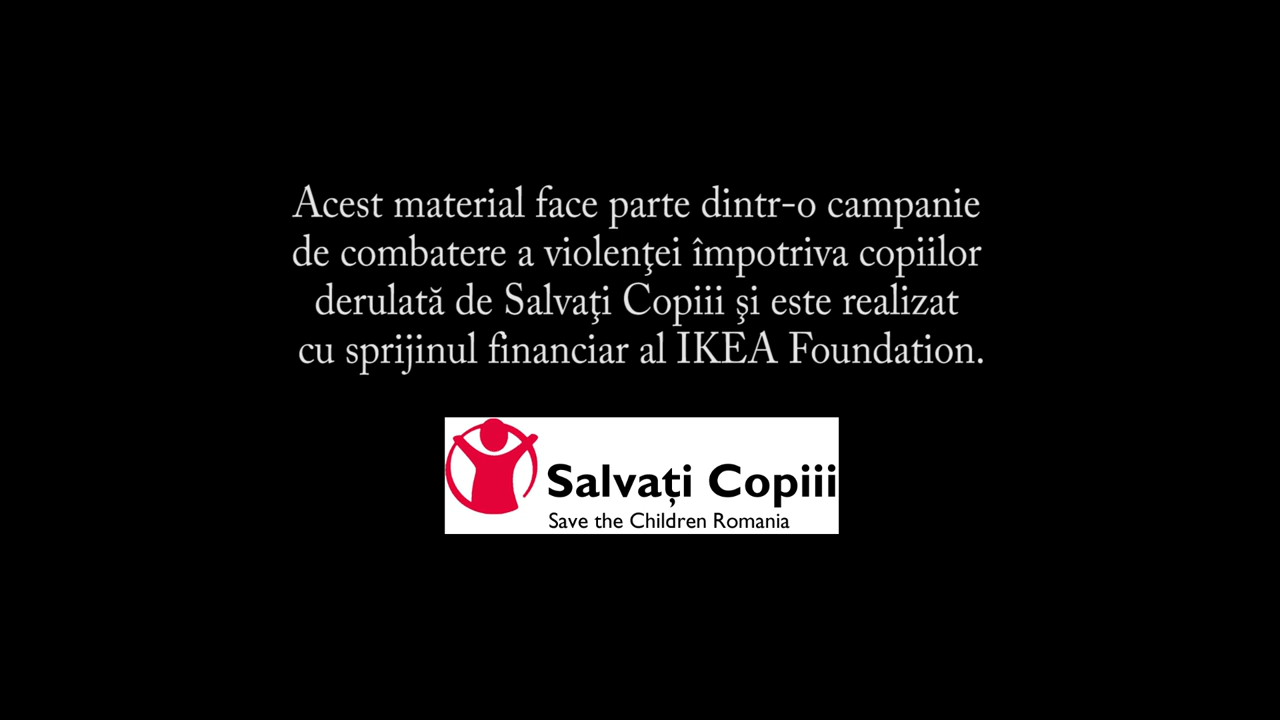 Acest material face parte dintr-o campanie
de combatere a violenţei împotriva copiilor
derulată de Salvaţi Copiii şi este realizat
cu sprijinul financiar al IKEA Foundation.
Salvați Copiii
Save the Children Romania